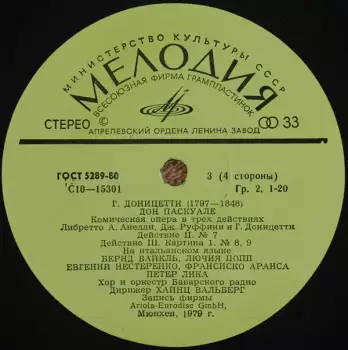 МИНИСТЕРСТВО КУЛЬТУРЫ СССР
МЕЛОДИЯ
© ВСЕСОЮЗНАЯ ФИРМА ГРАМПЛАСТИНОК
СТЕРЕО
33
АПРЕЛЕВСКИЙ ОРДЕНА ЛЕНИНА ЗАВОД
ГОСТ 5289-80
3 (4 стороны)
С10—15301
Гр. 2. 1-20
Г. ДОНИЦЕТТИ (1797—1848)
ДОН ПАСКУАЛЕ
Комическая опера в трех действиях
Либретто А. Анелли, Дж. Руффини и Г. Доницетти
Действие II. № 7
Действие III. Картина 1. № 8, 9
На итальянском языке
БЕРНД ВАЙКЛЬ, ЛЮЧИЯ ПОПП
ЕВГЕНИЙ НЕСТЕРЕНКО, ФРАНСИСКО АРАИСА
ПЕТЕР ЛИКА
Хор и оркестр Баварского радио
Дирижер ХАЙНЦ ВАЛЬБЕРГ
Запись фирмы
Ariola-Eurodisc GmbH,
Мюнхен, 1979 г.